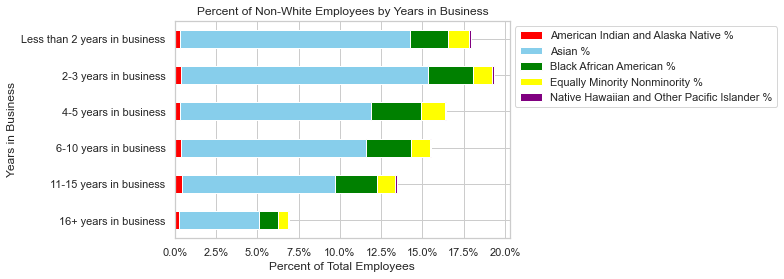 Percent of Non-White Employees by Years in Business
Less than 2 years in business
2-3 years in business
4-5 years in business
6-10 years in business
11-15 years in business
16+ years in business
Years in Business
0.0% 2.5% 5.0% 7.5% 10.0% 12.5% 15.0% 17.5% 20.0%
Percent of Total Employees
American Indian and Alaska Native %
Asian %
Black African American %
Equally Minority Nonminority %
Native Hawaiian and Other Pacific Islander %